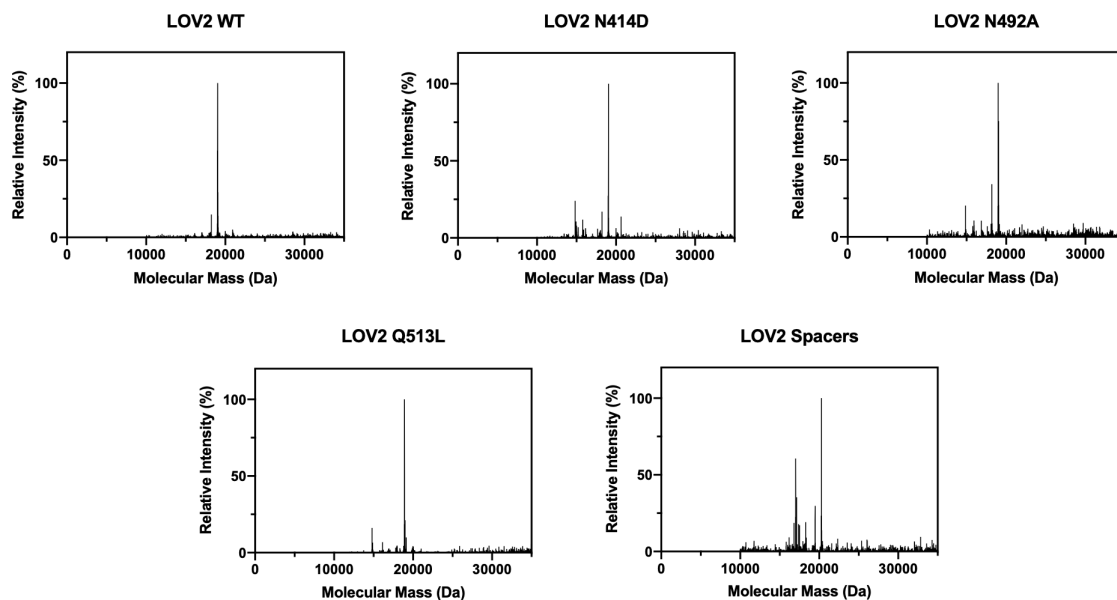 LOV2 WT
LOV2 N414D
LOV2 N492A
Relative Intensity (%)
100
50
0
0
10000
20000
30000
Molecular Mass (Da)
Relative Intensity (%)
100
50
0
0
10000
20000
30000
Molecular Mass (Da)
Relative Intensity (%)
100
50
0
0
10000
20000
30000
Molecular Mass (Da)
LOV2 Q513L
LOV2 Spacers
Relative Intensity (%)
100
50
0
0
10000
20000
30000
Molecular Mass (Da)
Relative Intensity (%)
100
50
0
0
10000
20000
30000
Molecular Mass (Da)